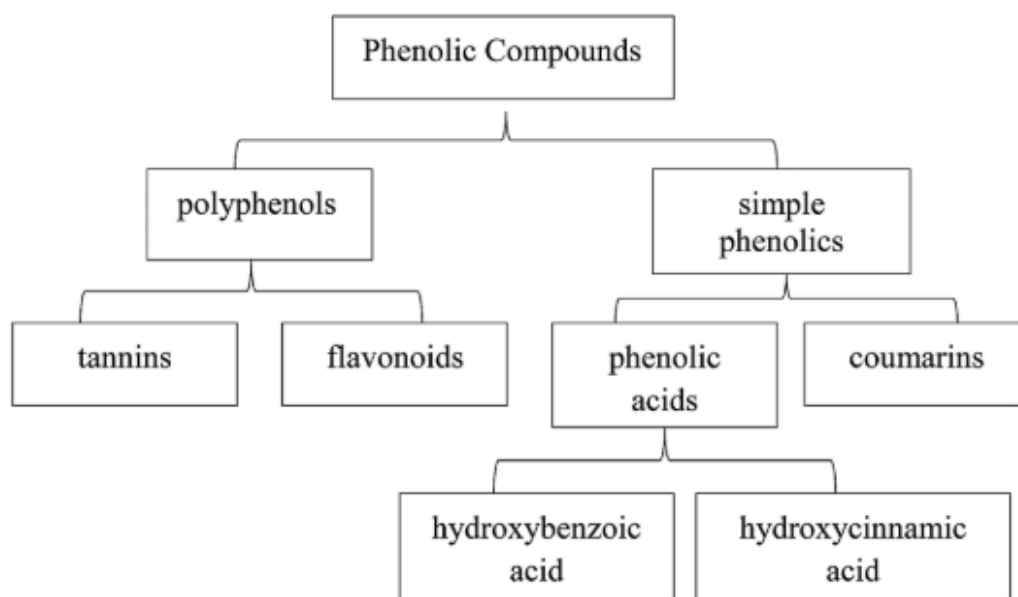 Phenolic Compounds
polyphenols
simple
phenolics
tannins
flavonoids
phenolic
acids
coumarins
hydroxybenzoic
acid
hydroxycinnamic
acid